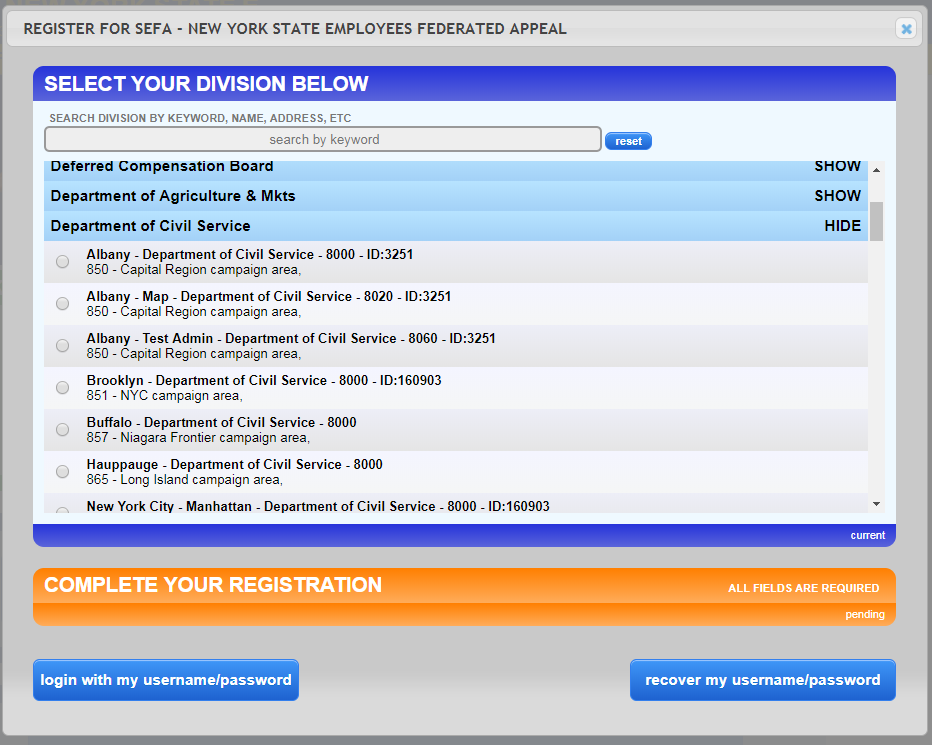 REGISTER FOR SEFA - NEW YORK STATE EMPLOYEES FEDERATED APPEAL
SELECT YOUR DIVISION BELOW
SEARCH DIVISION BY KEYWORD, NAME, ADDRESS, ETC
search by keyword
reset
Deferred Compensation Board SHOW
Department of Agriculture & Mkts SHOW
Department of Civil Service HIDE
Albany - Department of Civil Service - 8000 - ID:3251
850 - Capital Region campaign area,
Albany - Map - Department of Civil Service - 8020 - ID:3251
850 - Capital Region campaign area,
Albany - Test Admin - Department of Civil Service - 8060 - ID:3251
850 - Capital Region campaign area,
Brooklyn - Department of Civil Service - 8000 - ID:160903
851 - NYC campaign area,
Buffalo - Department of Civil Service - 8000
857 - Niagara Frontier campaign area,
Hauppauge - Department of Civil Service - 8000
865 - Long Island campaign area,
New York City - Manhattan - Department of Civil Service - 8000 - ID:160903
current
COMPLETE YOUR REGISTRATION
ALL FIELDS ARE REQUIRED
pending
login with my username/password
recover my username/password